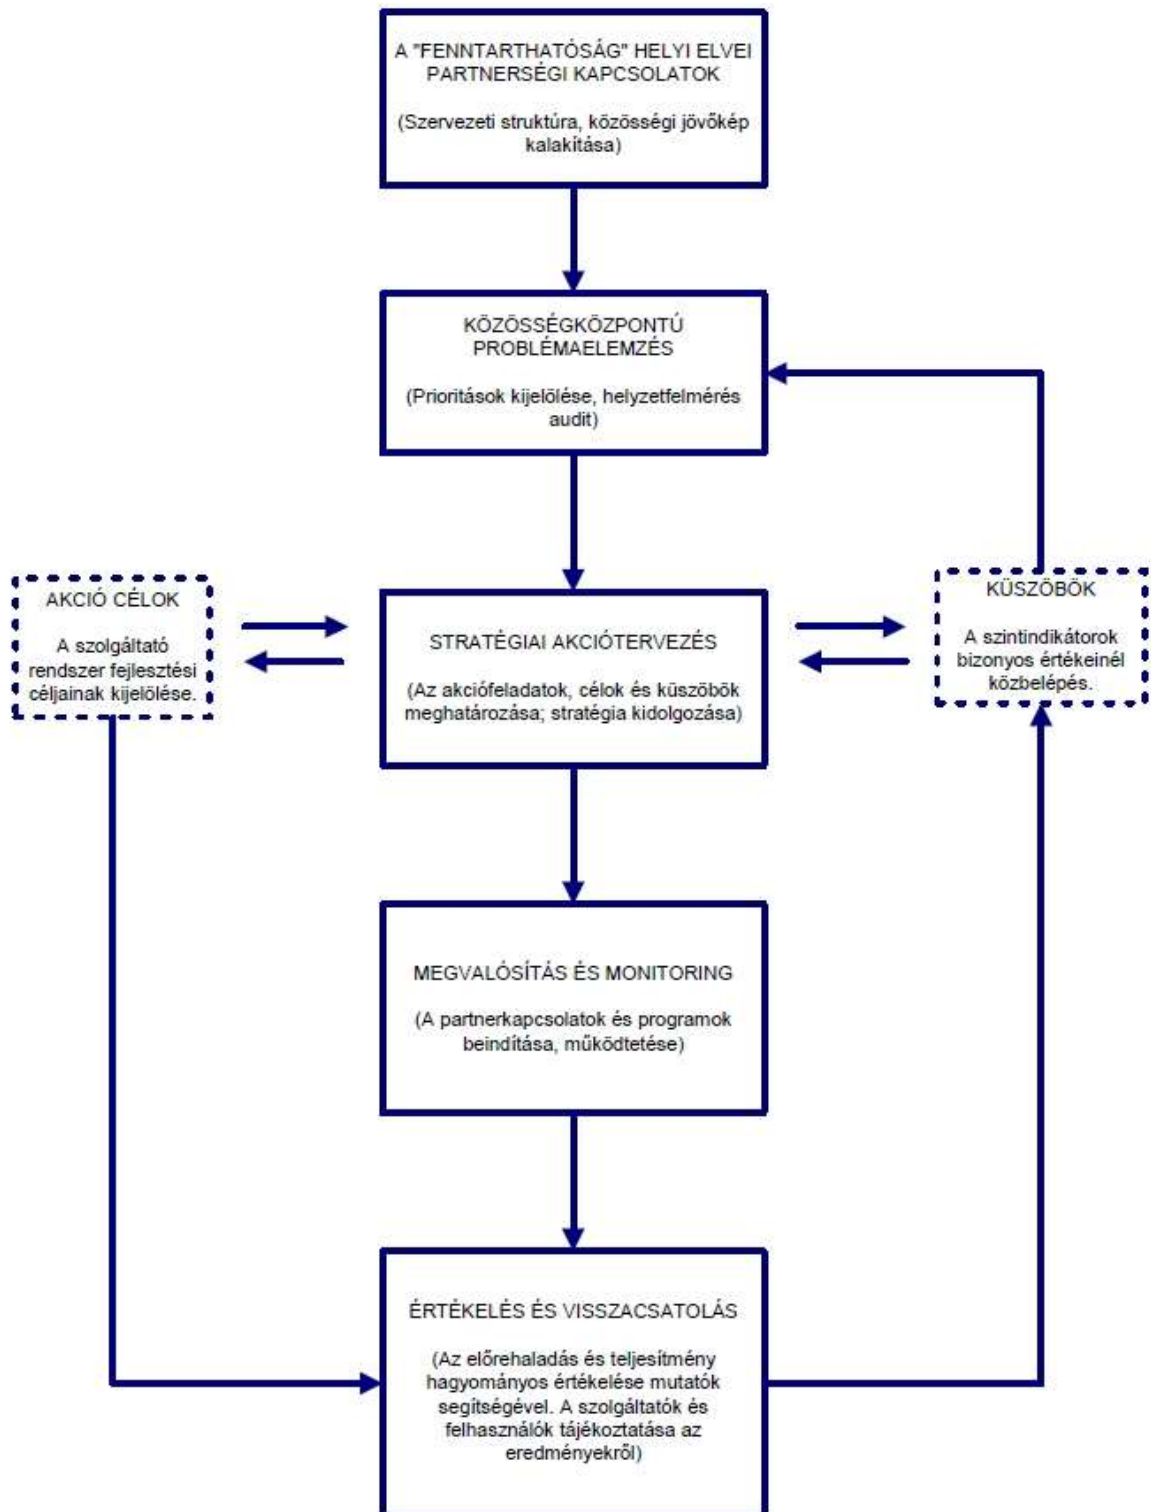 A "FENNTARTHATÓSÁG" HELYI ELVEI
PARTNERSÉGI KAPCSOLATOK
(Szervezeti struktúra, közösségi jövőkép
kalakítása)
KÖZÖSSÉGKÖZPONTÚ
PROBLÉMAELEMZÉS
(Prioritások kijelölése, helyzetfelmérés
audit)
AKCIÓ CÉLOK
A szolgáltató
rendszer fejlesztési
céljainak kijelölése.
STRATÉGIAI AKCIÓTERVEZÉS
(Az akciófeladatok, célok és küszöbök
meghatározása; stratégia kidolgozása)
KÜSZÖBÖK
A szintindikátorok
bizonyos értékeinél
közbelépés.
MEGVALÓSÍTÁS ÉS MONITORING
(A partnerkapcsolatok és programok
beindítása, működtetése)
ÉRTÉKELÉS ÉS VISSZACSATOLÁS
(Az előrehaladás és teljesítmény
hagyományos értékelése mutatók
segítségével. A szolgáltatók és
felhasználók tájékoztatása az
eredményekről)